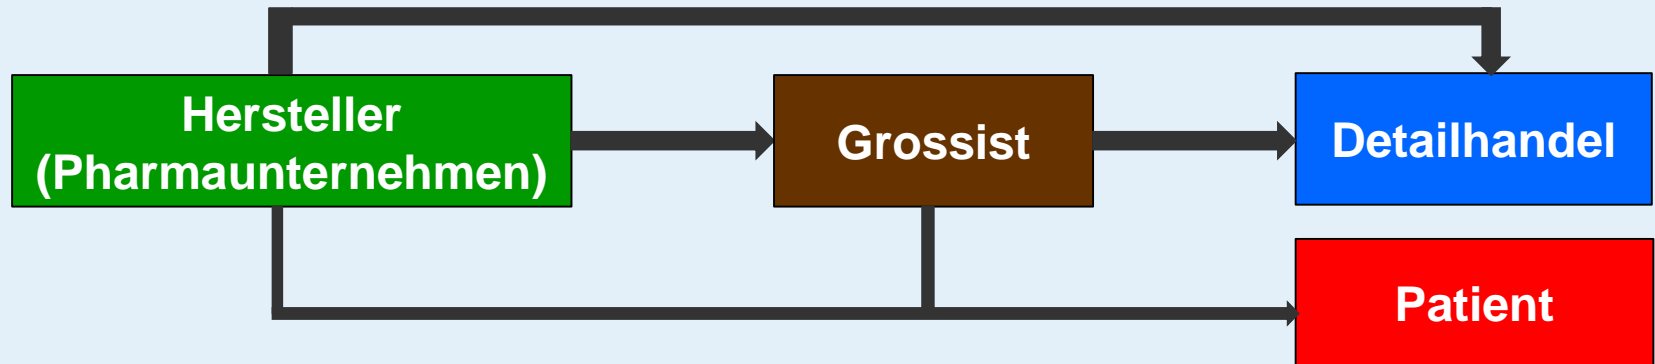 Hersteller
(Pharmaunternehmen)
Grossist
Detailhandel
Patient